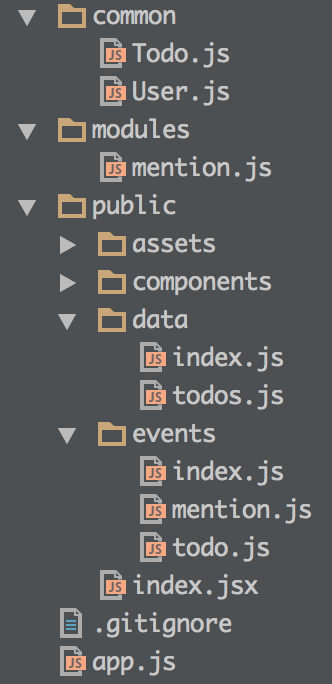 common
JS Todo.js
JS User.js
modules
JS mention.js
public
assets
components
data
JS index.js
JS todos.js
events
JS index.js
JS mention.js
JS todo.js
JS index.jsx
.gitignore
JS app.js